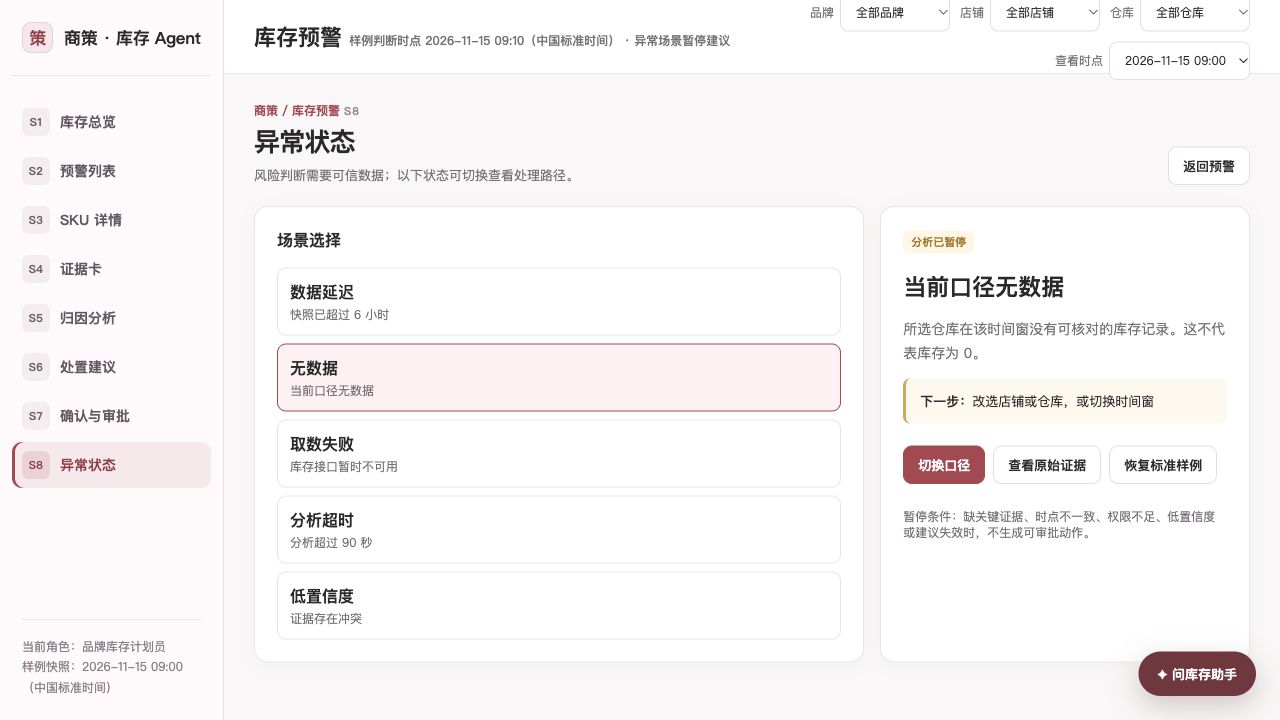 策 商策 · 库存 Agent
S1 库存总览
S2 预警列表
S3 SKU 详情
S4 证据卡
S5 归因分析
S6 处置建议
S7 确认与审批
S8 异常状态
当前角色：品牌库存计划员
样例快照：2026-11-15 09:00
（中国标准时间）
库存预警 样例判断时点 2026-11-15 09:10（中国标准时间） · 异常场景暂停建议
品牌 全部品牌 店铺 全部店铺 仓库 全部仓库
查看时点 2026-11-15 09:00
商策 / 库存预警 S8
异常状态
风险判断需要可信数据；以下状态可切换查看处理路径。
返回预警
场景选择
数据延迟
快照已超过 6 小时
无数据
当前口径无数据
取数失败
库存接口暂时不可用
分析超时
分析超过 90 秒
低置信度
证据存在冲突
分析已暂停
当前口径无数据
所选仓库在该时间窗没有可核对的库存记录。这不代
表库存为 0。
下一步：改选店铺或仓库，或切换时间窗
切换口径 查看原始证据 恢复标准样例
暂停条件：缺关键证据、时点不一致、权限不足、低置信度
或建议失效时，不生成可审批动作。
✦ 问库存助手